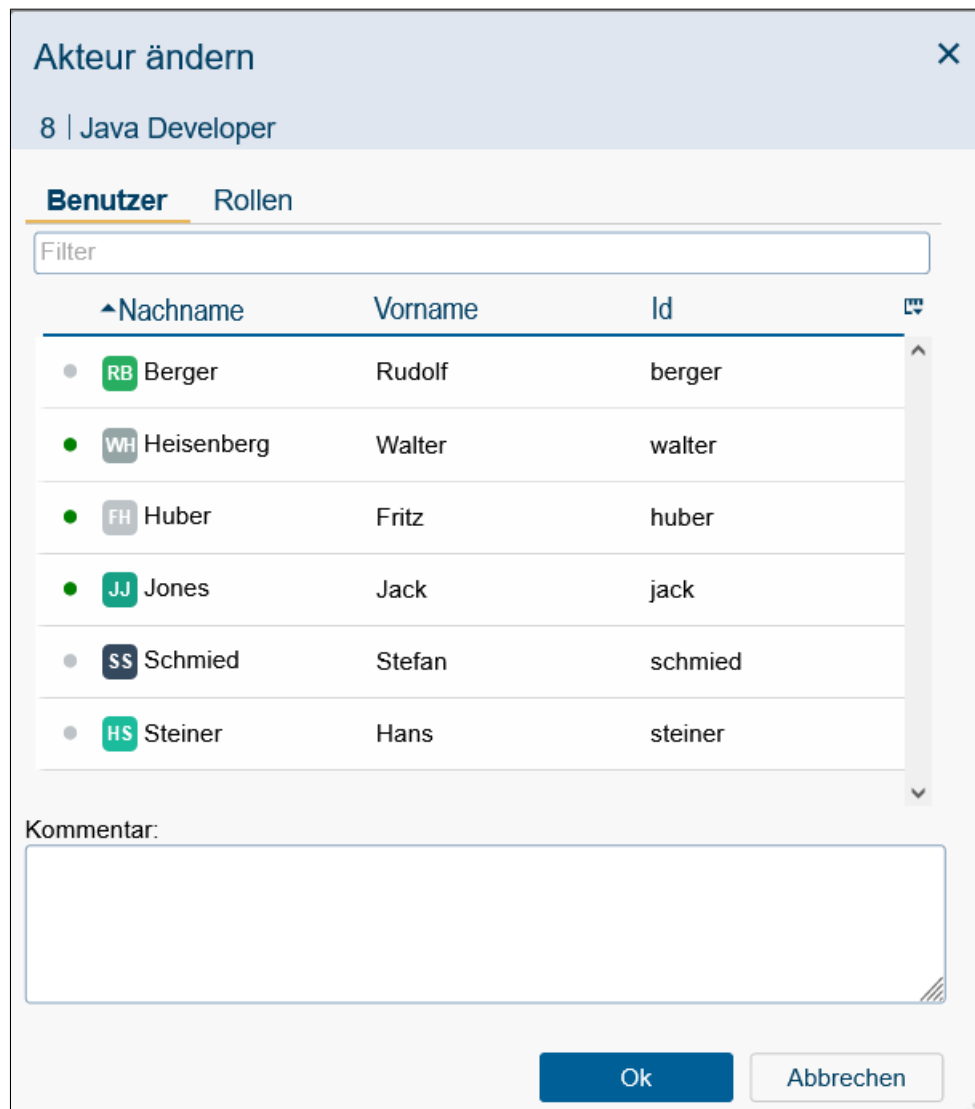 Akteur ändern
8 | Java Developer
Benutzer Rollen
Filter
Nachname Vorname Id
RB Berger Rudolf berger
WH Heisenberg Walter walter
FH Huber Fritz huber
JJ Jones Jack jack
SS Schmied Stefan schmied
HS Steiner Hans steiner
Kommentar:
Ok Abbrechen